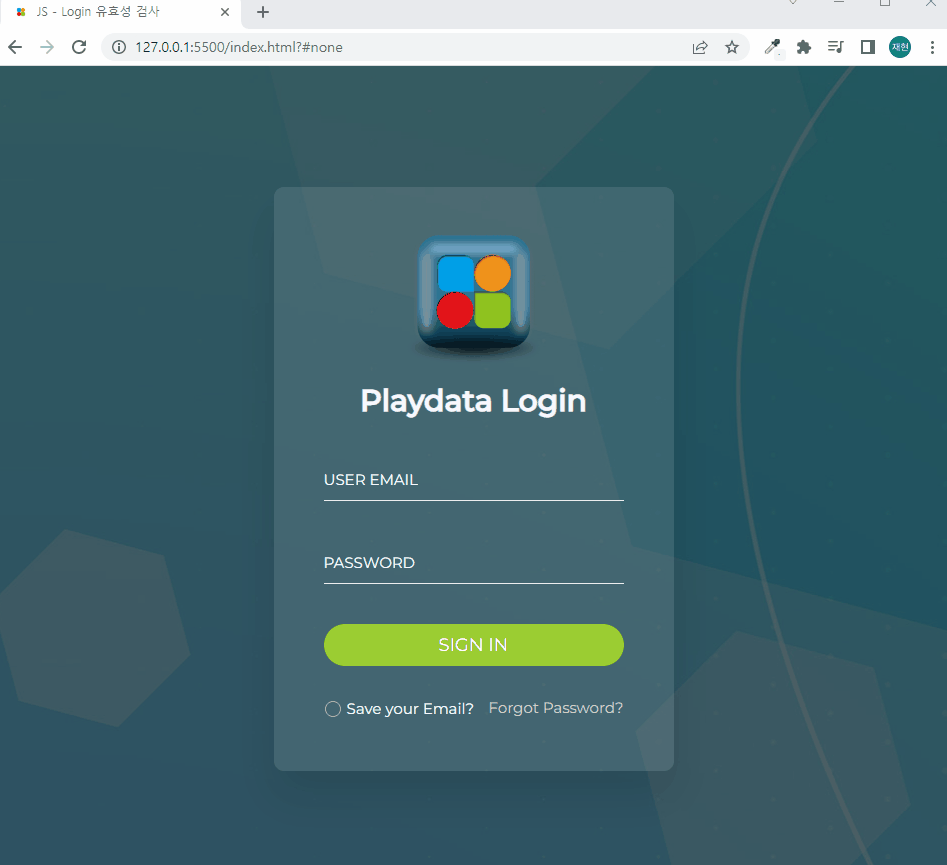 JS - Login 유효성 검사
127.0.0.1:5500/index.html?#none
재현
Playdata Login
USER EMAIL
PASSWORD
SIGN IN
Save your Email? Forgot Password?